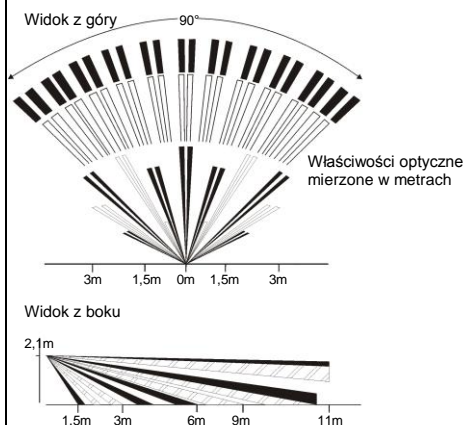 Widok z góry
90°
Właściwości optyczne
mierzone w metrach
3m 1,5m 0m 1,5m 3m
Widok z boku
2,1m
1,5m 3m 6m 9m 11m